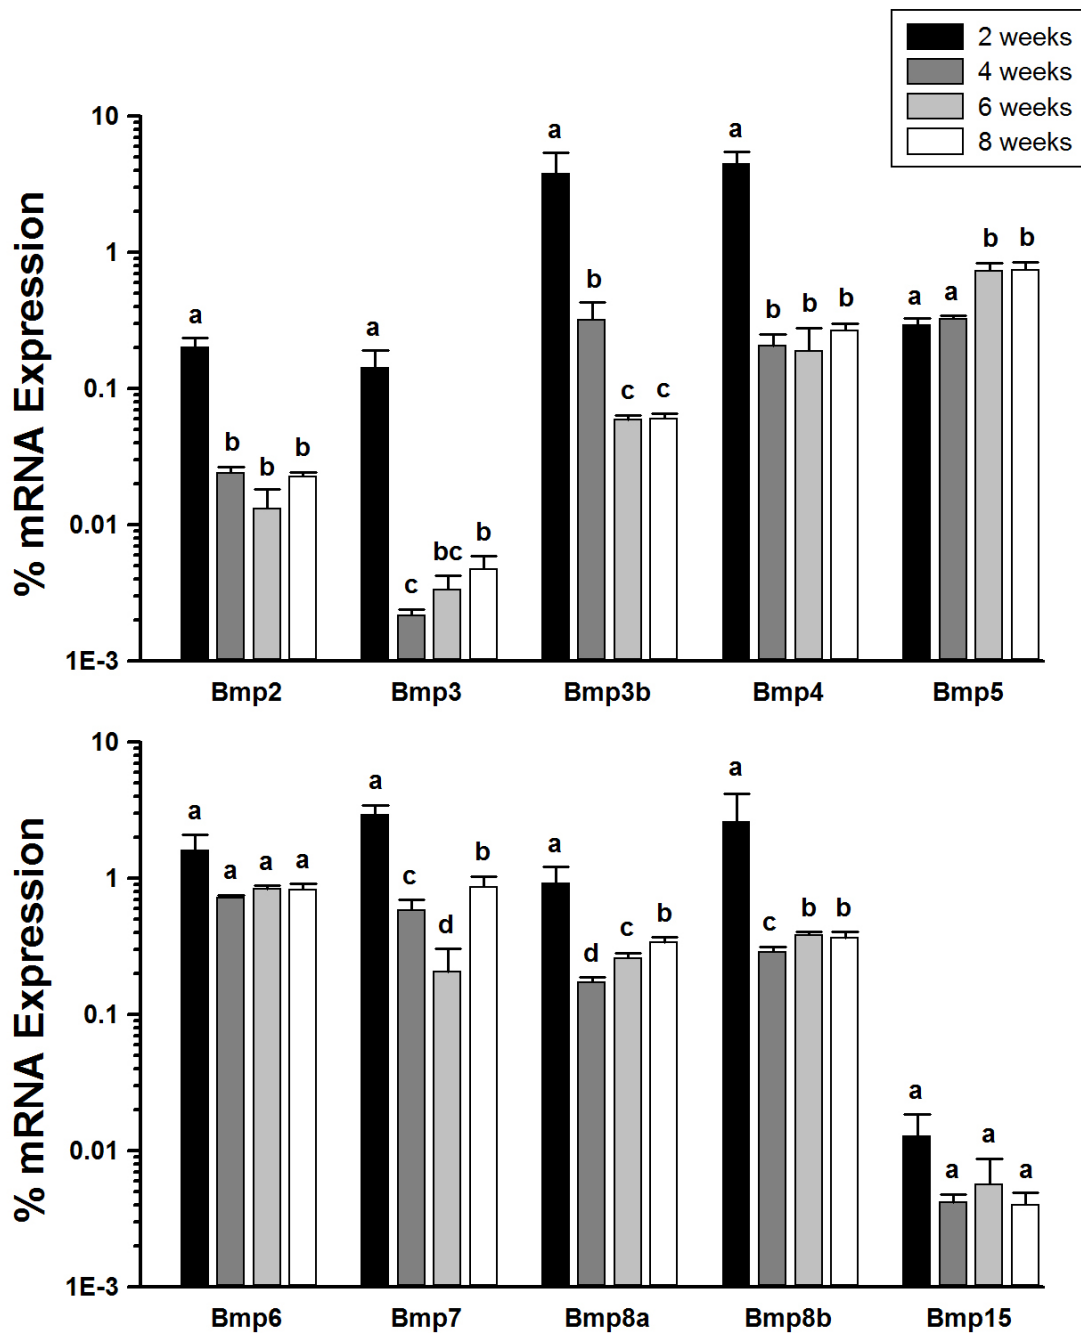 2 weeks
4 weeks
6 weeks
8 weeks
% mRNA Expression
10
1
0.1
0.01
1E-3
a
b
b
b
a
c
bc
b
a
b
c
c
a
b
b
b
a
a
b
b
Bmp2 Bmp3 Bmp3b Bmp4 Bmp5
% mRNA Expression
10
1
0.1
0.01
1E-3
a
a
a
a
a
c
d
b
a
d
c
b
a
c
b
b
a
a
a
a
Bmp6 Bmp7 Bmp8a Bmp8b Bmp15